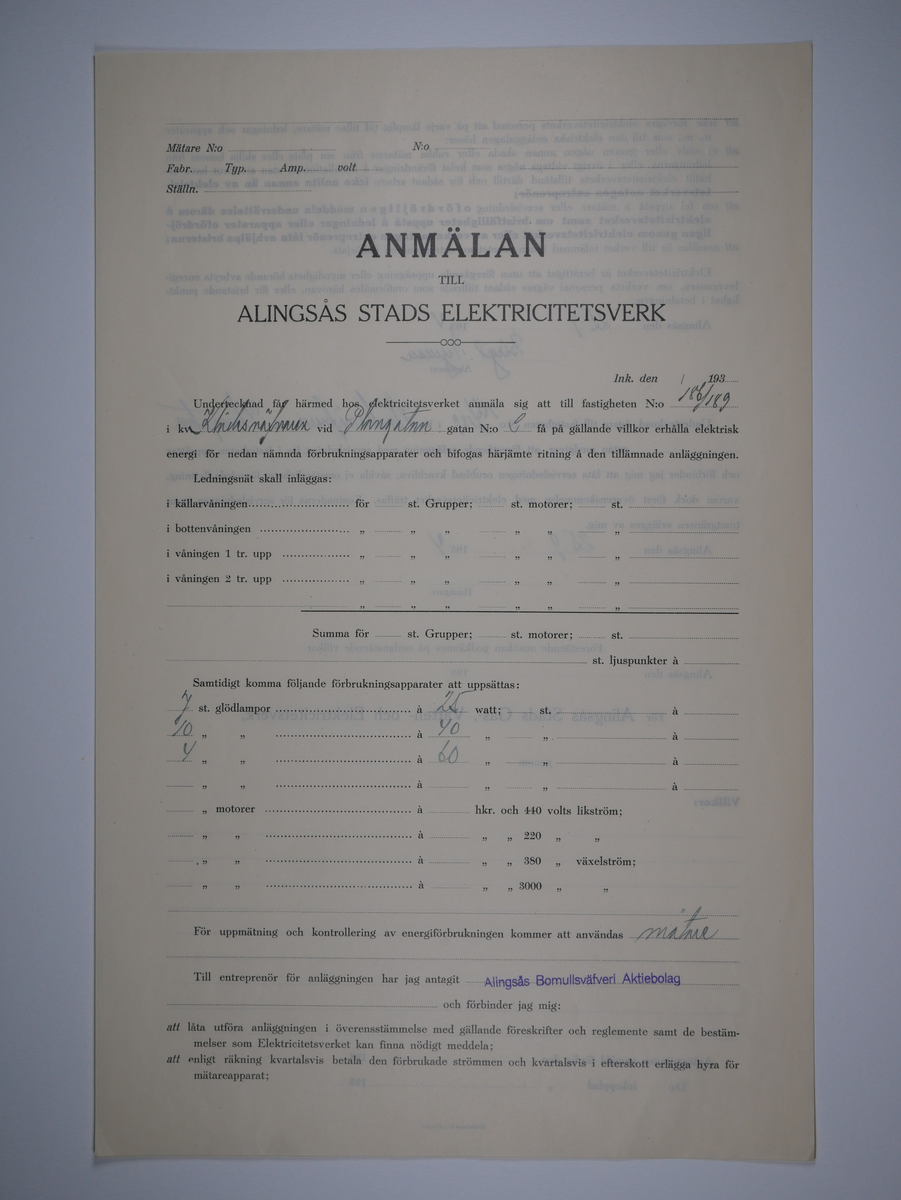 Mätare N:o N:o
Fabr. Typ. Amp. volt
Ställn.
ANMÄLAN
TILL
ALINGSÅS STADS ELEKTRICITETSVERK
Ink. den / 193
Undertecknad får härmed hos elektricitetsverket anmäla sig att till fastigheten N:o 186/189
i kv. vid Plangatan gatan N:o få på gällande villkor erhålla elektrisk
energi för nedan nämnda förbrukningsapparater och bifogas härjämte ritning å den tillämnade anläggningen.
Ledningsnät skall inläggas:
i källarvåningen för st. Grupper; st. motorer; st.
i bottenvåningen „ „ „ „ „ „
i våningen 1 tr. upp „ „ „ „ „ „
i våningen 2 tr. upp „ „ „ „ „ „
„ „ „ „ „ „
Summa för st. Grupper; st. motorer; st.
st. ljuspunkter à
Samtidigt komma följande förbrukningsapparater att uppsättas:
7 st. glödlampor à 25 watt; st. à
10 „ „ à 40 „ „ à
4 „ „ à 60 „ „ à
„ „ à „ „ à
„ motorer à hkr. och 440 volts likström;
„ „ à „ „ 220 „ „
„ „ à „ „ 380 „ växelström;
„ „ à „ „ 3000 „ „
För uppmätning och kontrollering av energiförbrukningen kommer att användas mätare
Till entreprenör för anläggningen har jag antagit Alingsås Bomullsväfveri Aktiebolag
och förbinder jag mig:
att låta utföra anläggningen i överensstämmelse med gällande föreskrifter och reglemente samt de bestäm-
melser som Elektricitetsverket kan finna nödigt meddela;
att enligt räkning kvartalsvis betala den förbrukade strömmen och kvartalsvis i efterskott erlägga hyra för
mätareapparat;